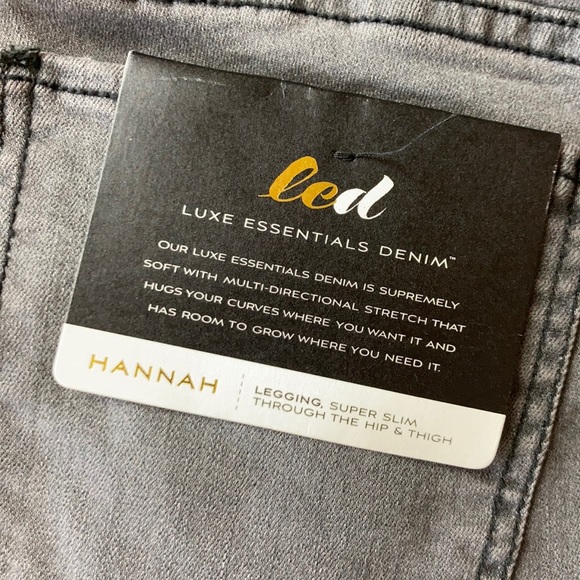 led
LUXE ESSENTIALS DENIM™
OUR LUXE ESSENTIALS DENIM IS SUPREMELY
SOFT WITH MULTI-DIRECTIONAL STRETCH THAT
HUGS YOUR CURVES WHERE YOU WANT IT AND
HAS ROOM TO GROW WHERE YOU NEED IT.
HANNAH
LEGGING, SUPER SLIM
THROUGH THE HIP & THIGH